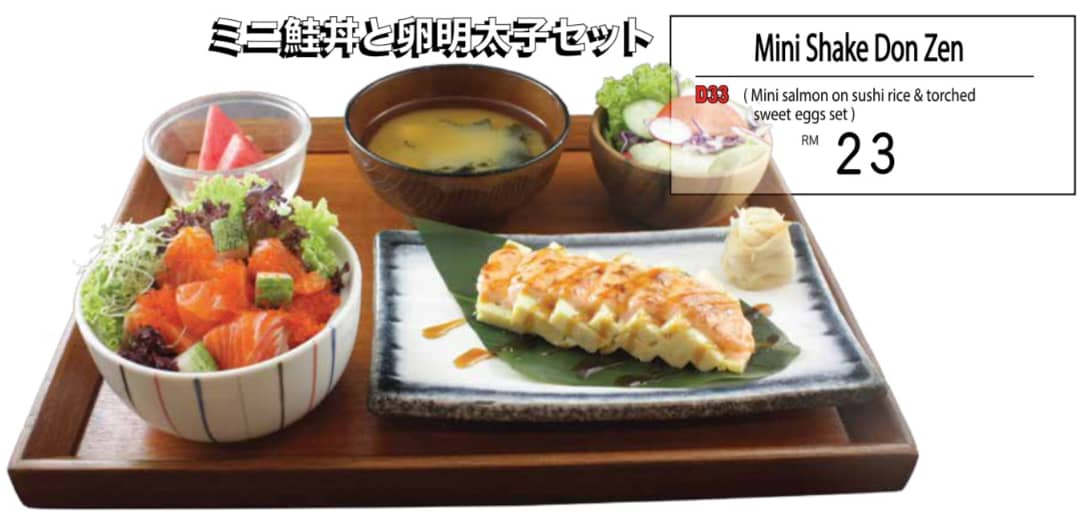 ミニ鮭丼と卵明太子セット
Mini Shake Don Zen
D33 ( Mini salmon on sushi rice & torched
sweet eggs set )
RM 23